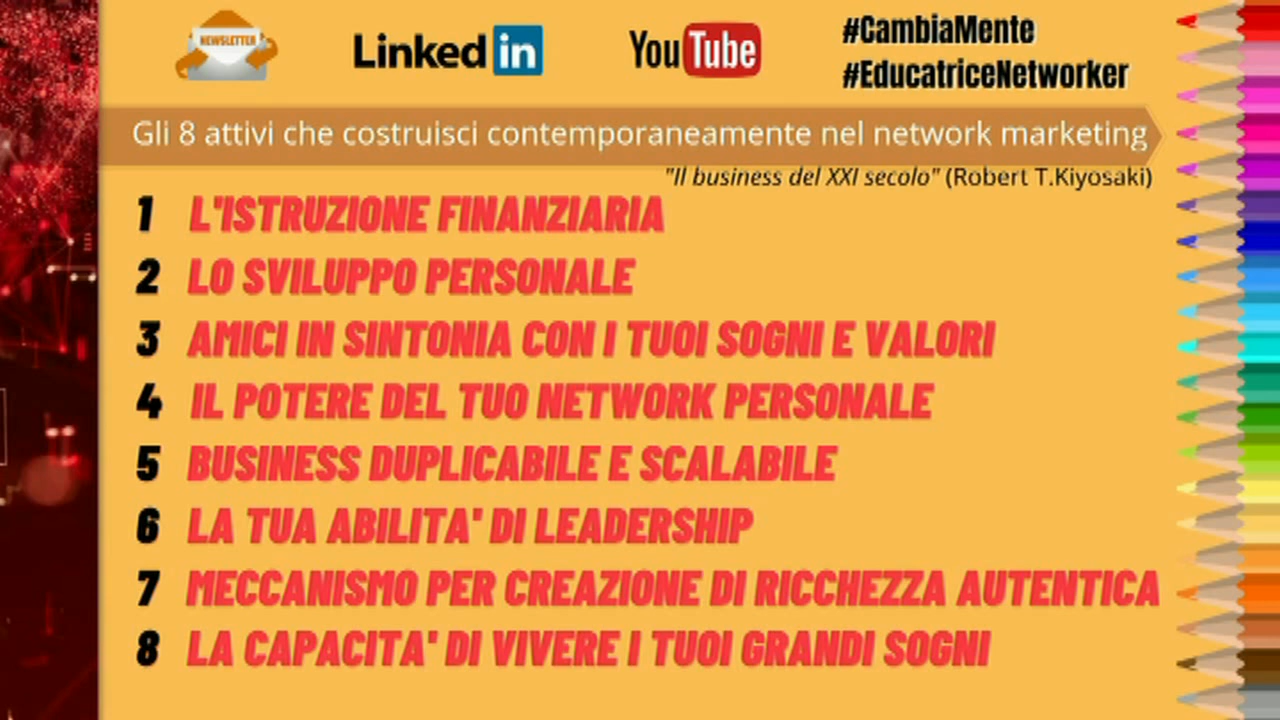 NEWSLETTER
Linked in
YouTube
#CambiaMente
#EducatriceNetworker
Gli 8 attivi che costruisci contemporaneamente nel network marketing
"Il business del XXI secolo" (Robert T.Kiyosaki)
1 L'ISTRUZIONE FINANZIARIA
2 LO SVILUPPO PERSONALE
3 AMICI IN SINTONIA CON I TUOI SOGNI E VALORI
4 IL POTERE DEL TUO NETWORK PERSONALE
5 BUSINESS DUPLICABILE E SCALABILE
6 LA TUA ABILITA' DI LEADERSHIP
7 MECCANISMO PER CREAZIONE DI RICCHEZZA AUTENTICA
8 LA CAPACITA' DI VIVERE I TUOI GRANDI SOGNI